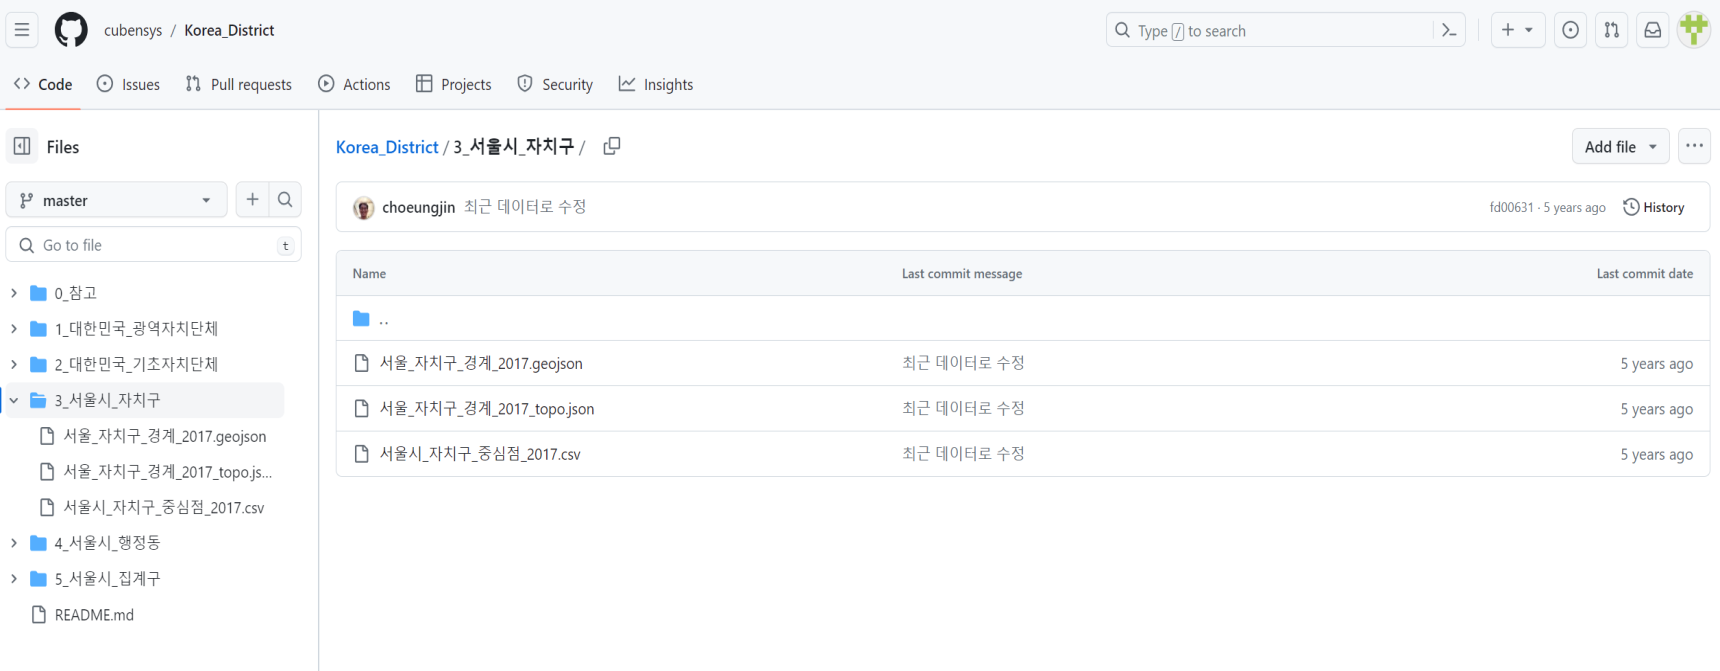 cubensys / Korea_District
Type / to search
Code
Issues
Pull requests
Actions
Projects
Security
Insights
Files
master
Go to file
t
0_참고
1_대한민국_광역자치단체
2_대한민국_기초자치단체
3_서울시_자치구
서울_자치구_경계_2017.geojson
서울_자치구_경계_2017_topo.js...
서울시_자치구_중심점_2017.csv
4_서울시_행정동
5_서울시_집계구
README.md
Korea_District / 3_서울시_자치구 /
Add file
choeungjin 최근 데이터로 수정
fd00631 · 5 years ago
History
Name Last commit message Last commit date
..
서울_자치구_경계_2017.geojson 최근 데이터로 수정 5 years ago
서울_자치구_경계_2017_topo.json 최근 데이터로 수정 5 years ago
서울시_자치구_중심점_2017.csv 최근 데이터로 수정 5 years ago